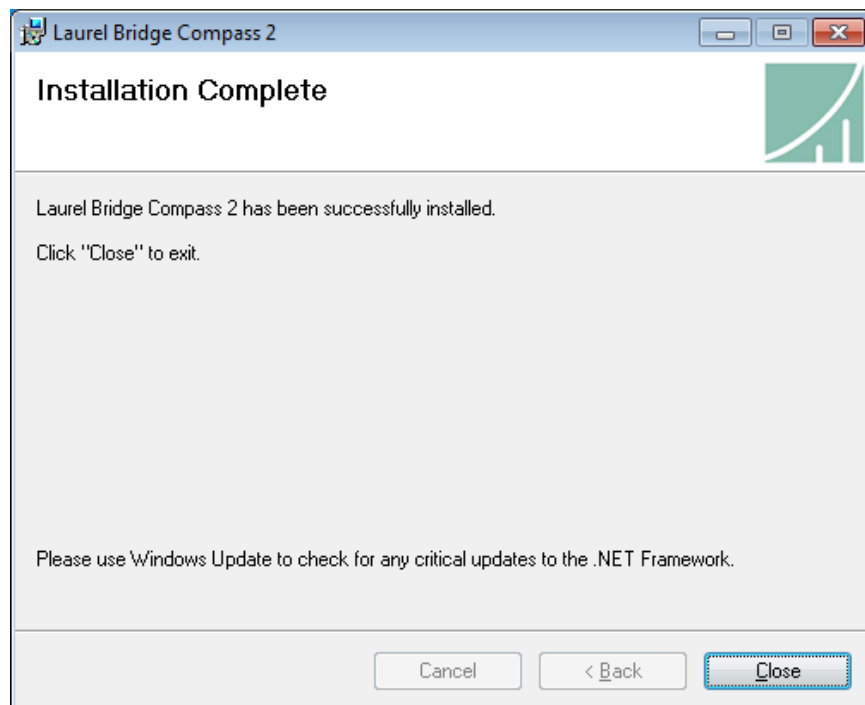 Laurel Bridge Compass 2
Installation Complete
Laurel Bridge Compass 2 has been successfully installed.
Click "Close" to exit.
Please use Windows Update to check for any critical updates to the .NET Framework.
Cancel
< Back
Close